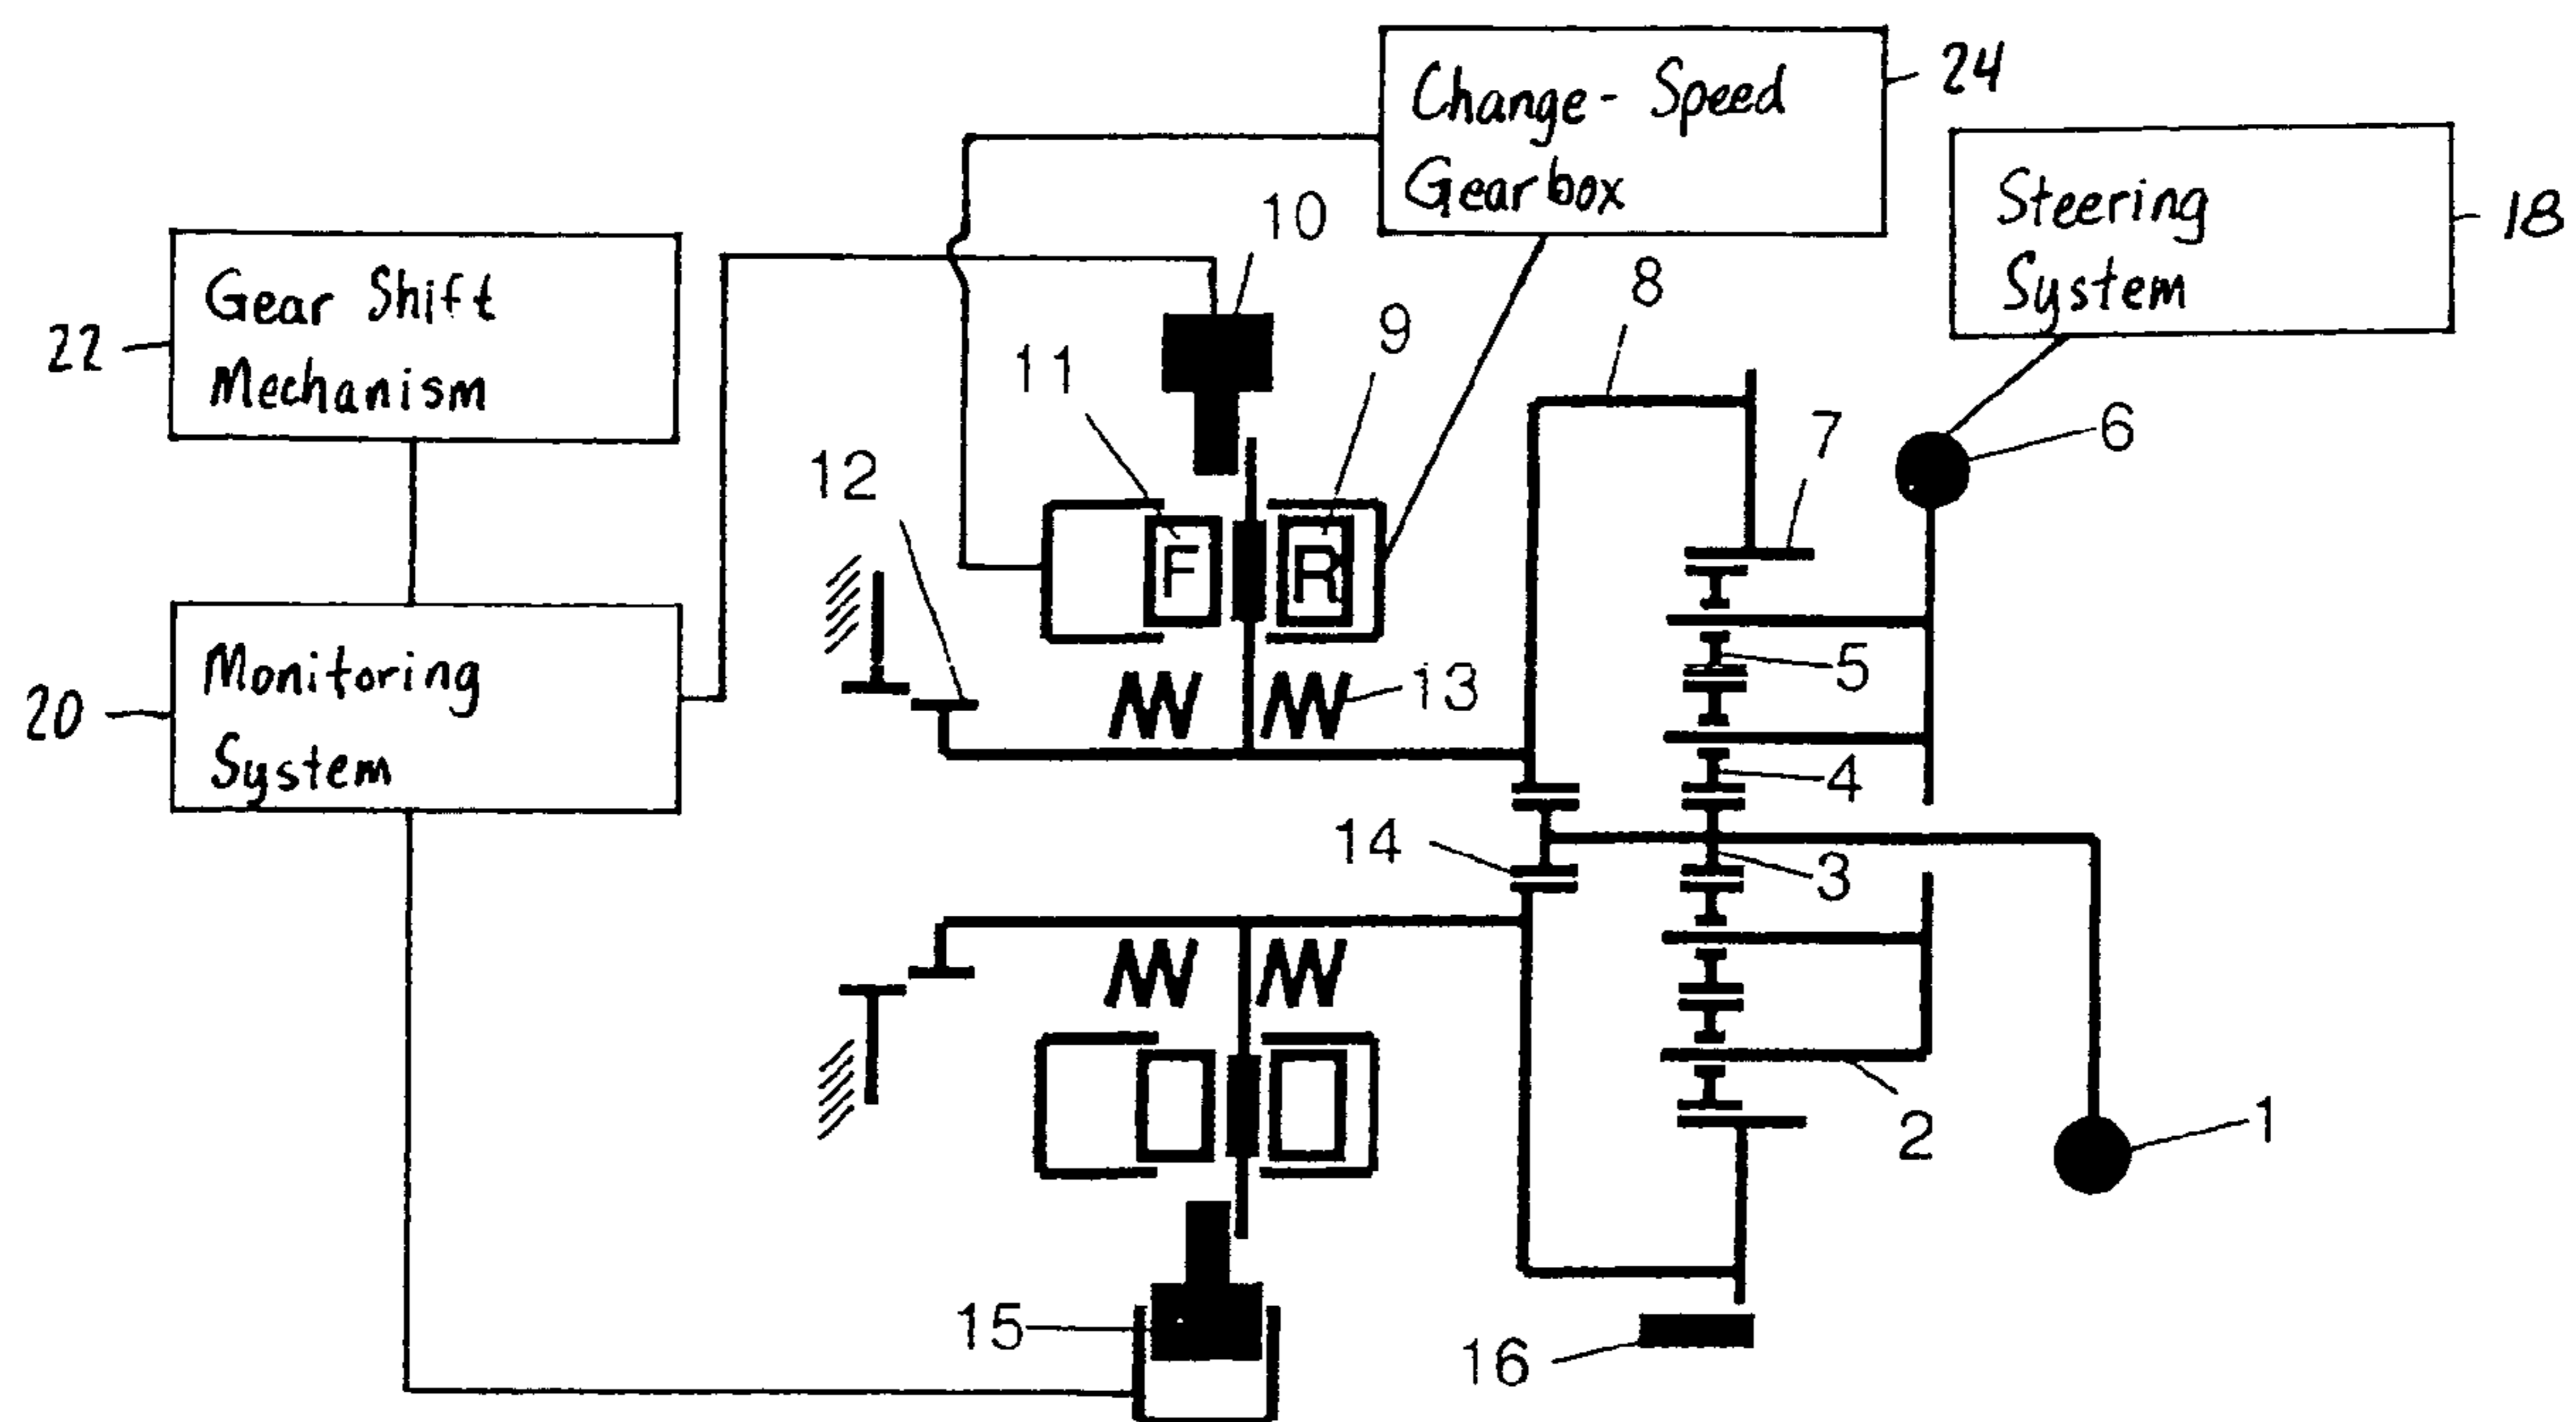 Change-Speed
Gearbox
24
Steering
System
18
10
Gear Shift
Mechanism
22
8
9
11
7
6
12
F
R
5
13
Monitoring
System
20
4
14
3
2
1
15
16